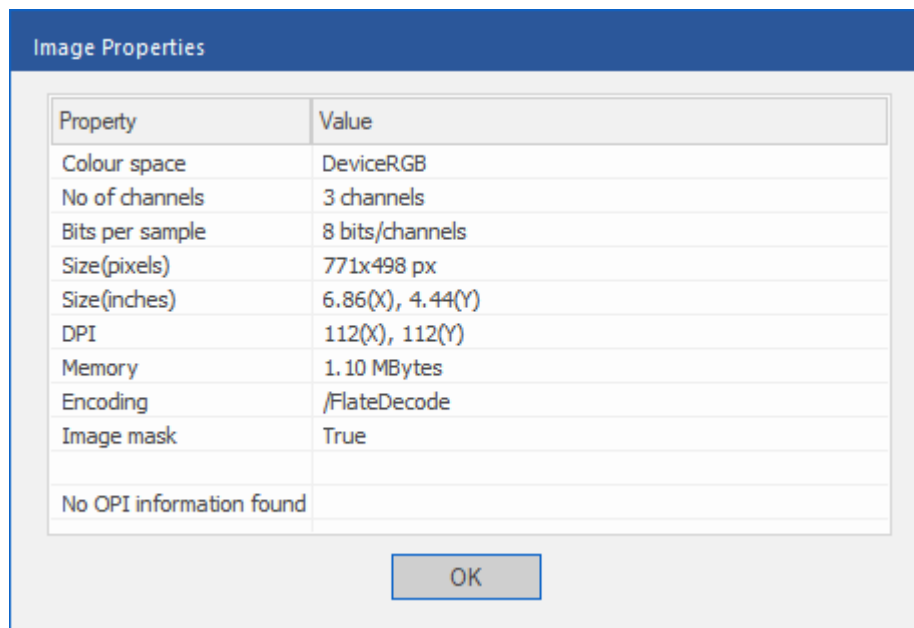 Image Properties
Property Value
Colour space DeviceRGB
No of channels 3 channels
Bits per sample 8 bits/channels
Size(pixels) 771x498 px
Size(inches) 6.86(X), 4.44(Y)
DPI 112(X), 112(Y)
Memory 1.10 MBytes
Encoding /FlateDecode
Image mask True
No OPI information found
OK